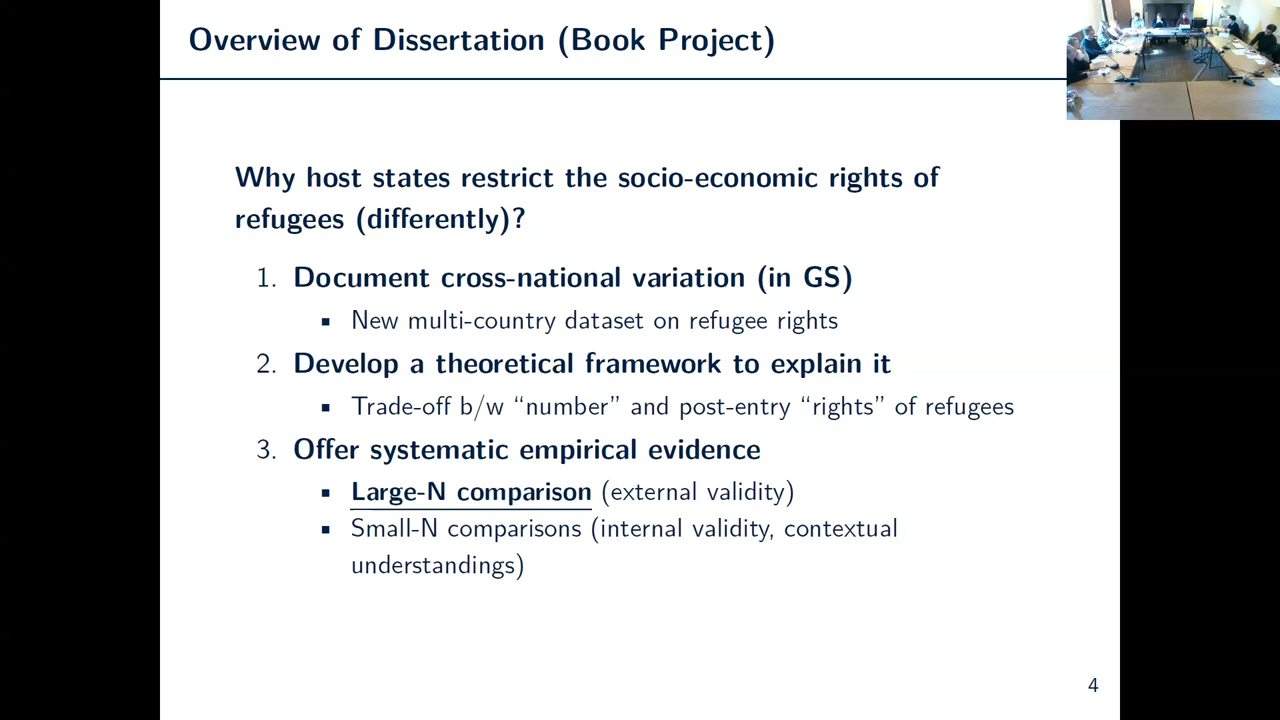 Overview of Dissertation (Book Project)
Why host states restrict the socio-economic rights of
refugees (differently)?
1. Document cross-national variation (in GS)
▪ New multi-country dataset on refugee rights
2. Develop a theoretical framework to explain it
▪ Trade-off b/w “number” and post-entry “rights” of refugees
3. Offer systematic empirical evidence
▪ Large-N comparison (external validity)
▪ Small-N comparisons (internal validity, contextual
understandings)
4